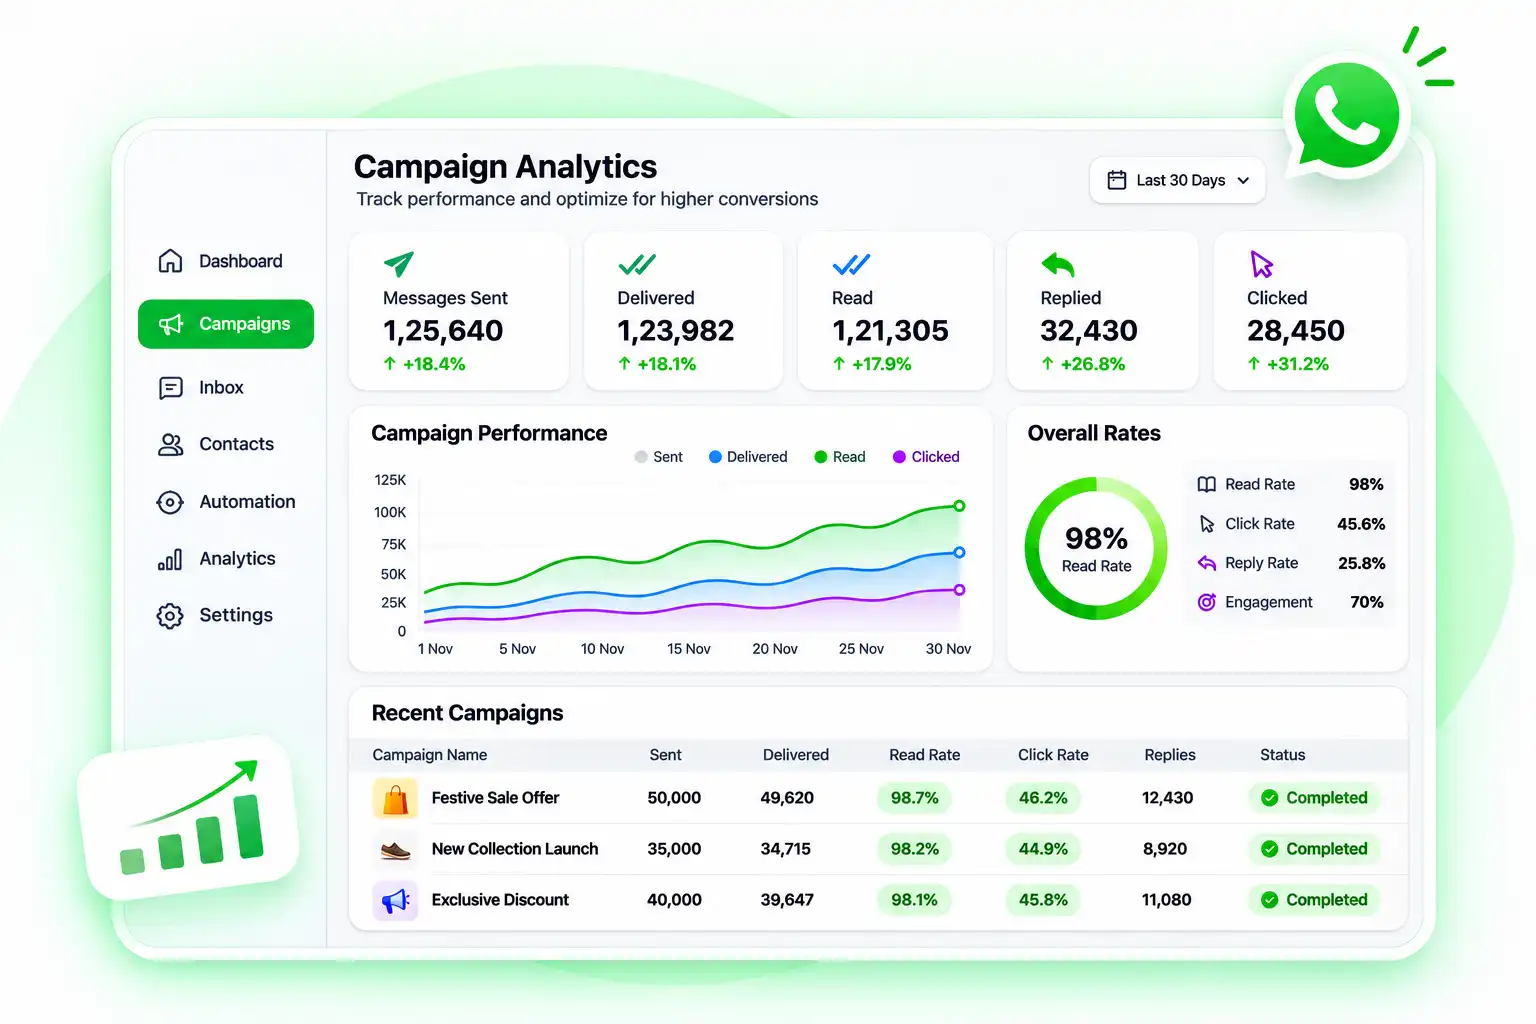 Campaign Analytics
Track performance and optimize for higher conversions
Last 30 Days
Dashboard
Campaigns
Inbox
Contacts
Automation
Analytics
Settings
Messages Sent
1,25,640
+18.4%
Delivered
1,23,982
+18.1%
Read
1,21,305
+17.9%
Replied
32,430
+26.8%
Clicked
28,450
+31.2%
Campaign Performance
Sent Delivered Read Clicked
125K
100K
75K
50K
25K
0
1 Nov 5 Nov 10 Nov 15 Nov 20 Nov 25 Nov 30 Nov
Overall Rates
98%
Read Rate
Read Rate 98%
Click Rate 45.6%
Reply Rate 25.8%
Engagement 70%
Recent Campaigns
Campaign Name Sent Delivered Read Rate Click Rate Replies Status
Festive Sale Offer 50,000 49,620 98.7% 46.2% 12,430 Completed
New Collection Launch 35,000 34,715 98.2% 44.9% 8,920 Completed
Exclusive Discount 40,000 39,647 98.1% 45.8% 11,080 Completed